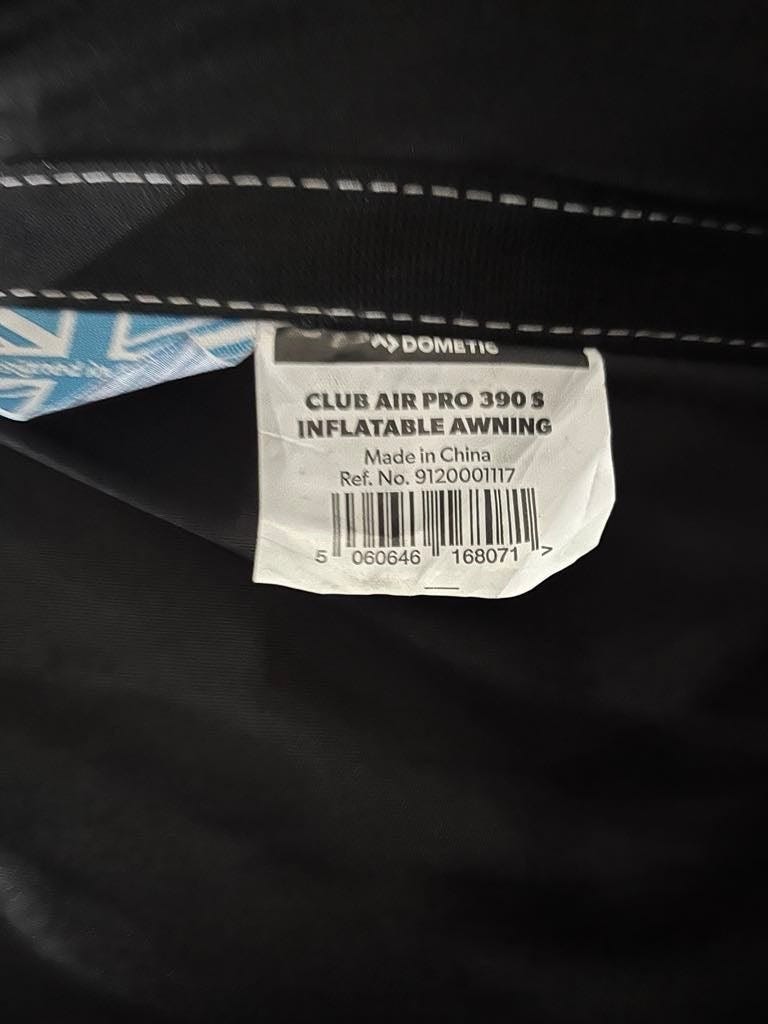 DOMETIC
CLUB AIR PRO 390 S
INFLATABLE AWNING
Made in China
Ref. No. 9120001117
5 060646 168071 >